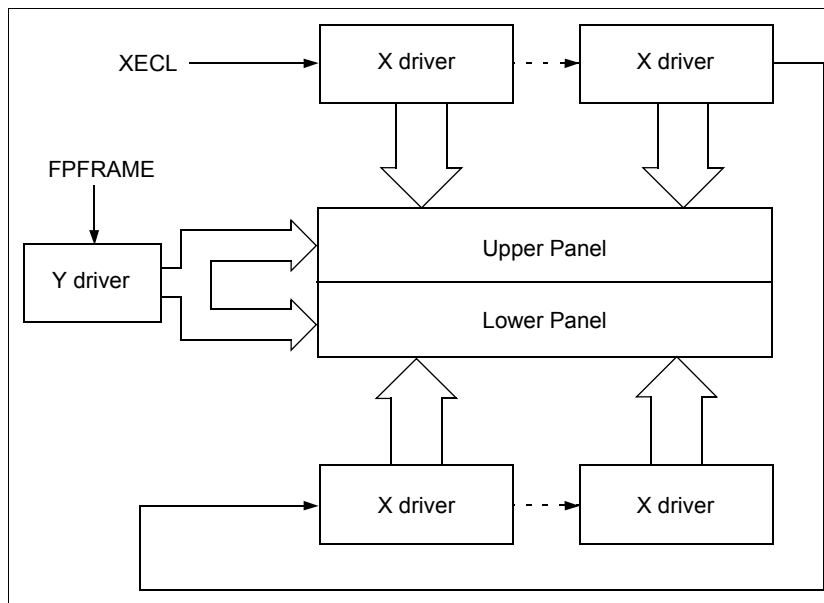 XECL
X driver
X driver
FPFRAME
Y driver
Upper Panel
Lower Panel
X driver
X driver